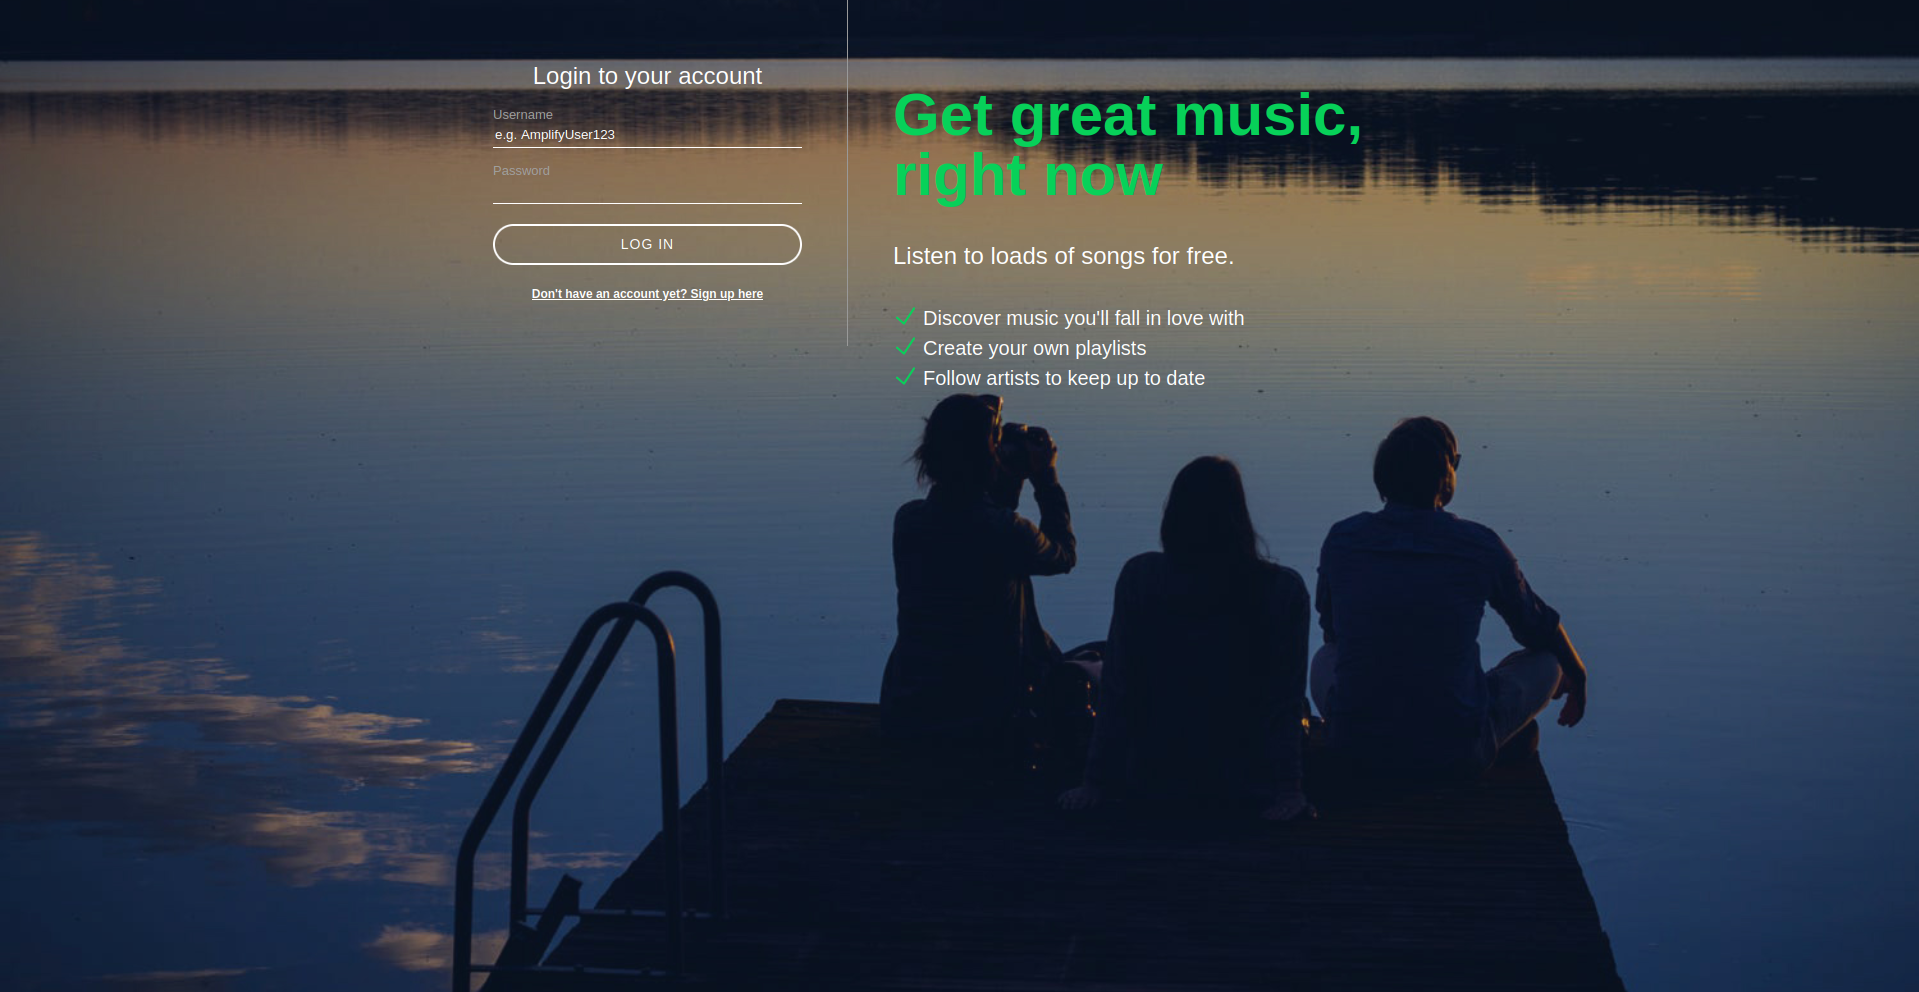 Login to your account
Username
e.g. AmplifyUser123
Password
LOG IN
Don't have an account yet? Sign up here
Get great music,
right now
Listen to loads of songs for free.
Discover music you'll fall in love with
Create your own playlists
Follow artists to keep up to date